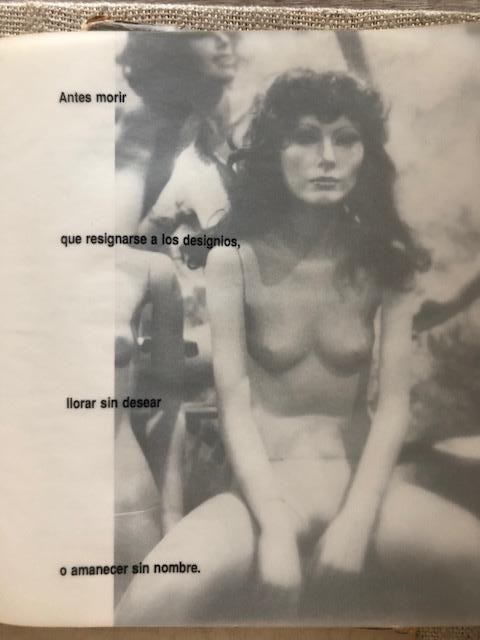 Antes morir
que resignarse a los designios,
llorar sin desear
o amanecer sin nombre.